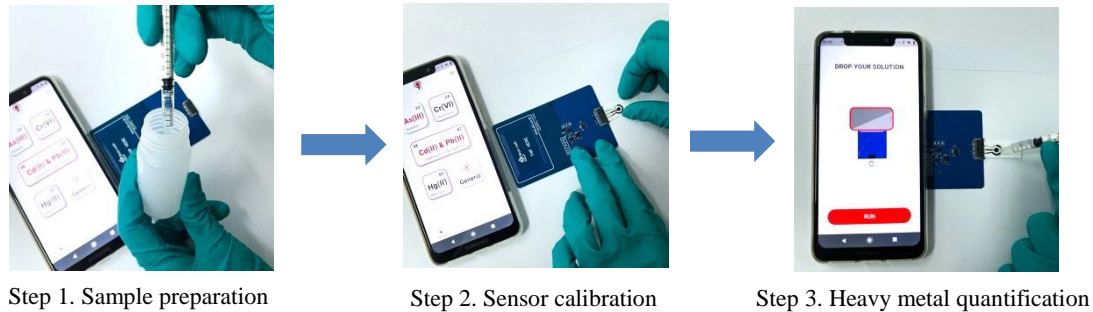 As(III)
Cr(VI)
Cd(II) & Pb(II)
Hg(II)
Generic
As(III)
Cr(VI)
Cd(II) & Pb(II)
Hg(II)
Generic
DROP YOUR SOLUTION
RUN
Step 1. Sample preparation
Step 2. Sensor calibration
Step 3. Heavy metal quantification